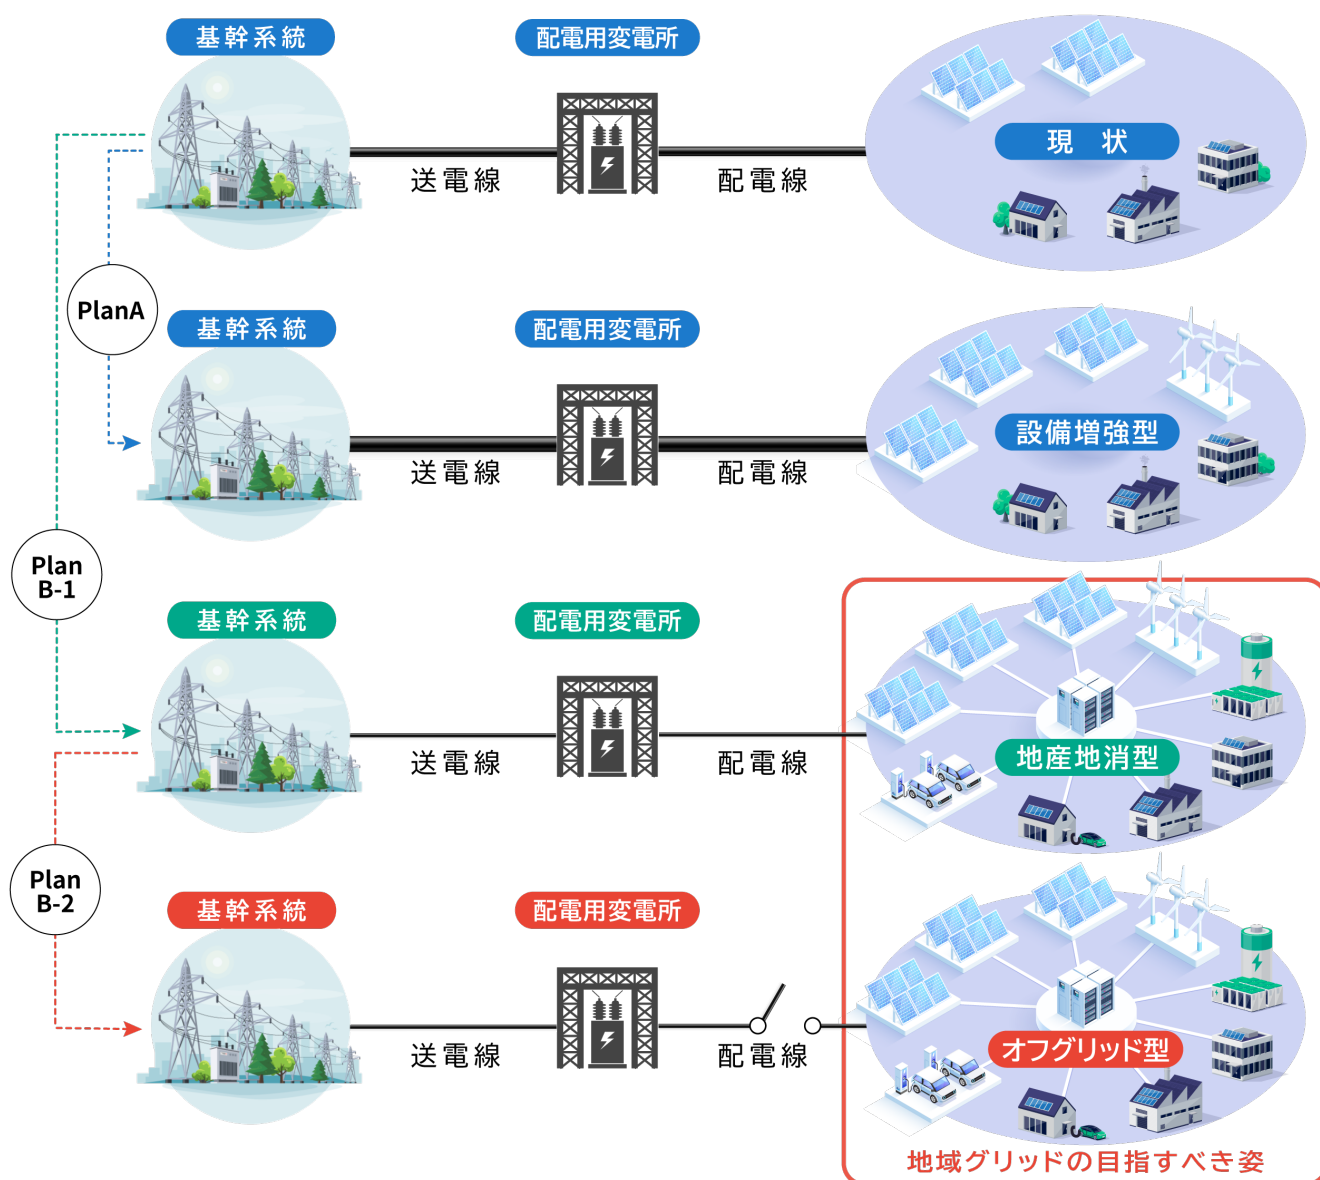 基幹系統
配電用変電所
現 状
送電線
配電線
PlanA
基幹系統
配電用変電所
設備増強型
送電線
配電線
Plan
B-1
基幹系統
配電用変電所
地産地消型
送電線
配電線
Plan
B-2
基幹系統
配電用変電所
オフグリッド型
送電線
配電線
地域グリッドの目指すべき姿